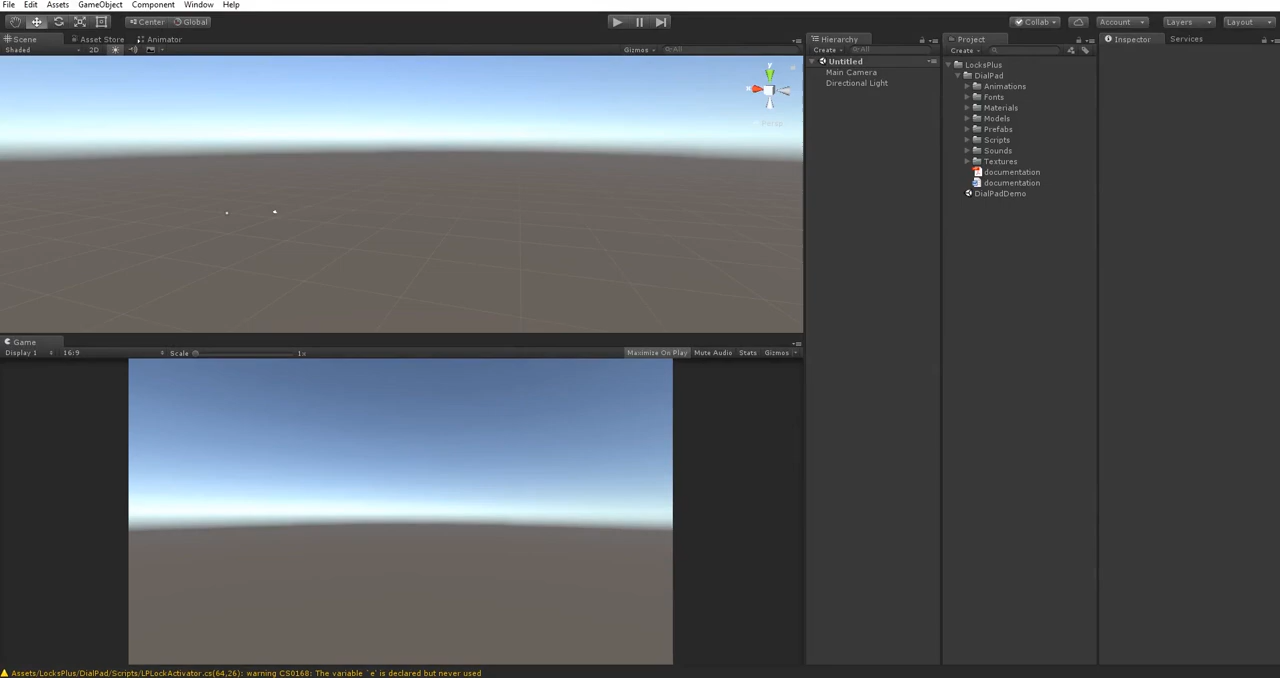 File Edit Assets GameObject Component Window Help
Center Global Collab Account Layers Layout
Scene Asset Store Animator
Shaded 2D Gizmos All
y
Persp
Game
Display 1 16:9 Scale 1x Maximize On Play Mute Audio Stats Gizmos
Hierarchy
Create All
Untitled
Main Camera
Directional Light
Project
Create
LocksPlus
DialPad
Animations
Fonts
Materials
Models
Prefabs
Scripts
Sounds
Textures
documentation
documentation
DialPadDemo
Inspector Services
Assets/LocksPlus/DialPad/Scripts/LPLockActivator.cs(64,26): warning CS0168: The variable `e' is declared but never used